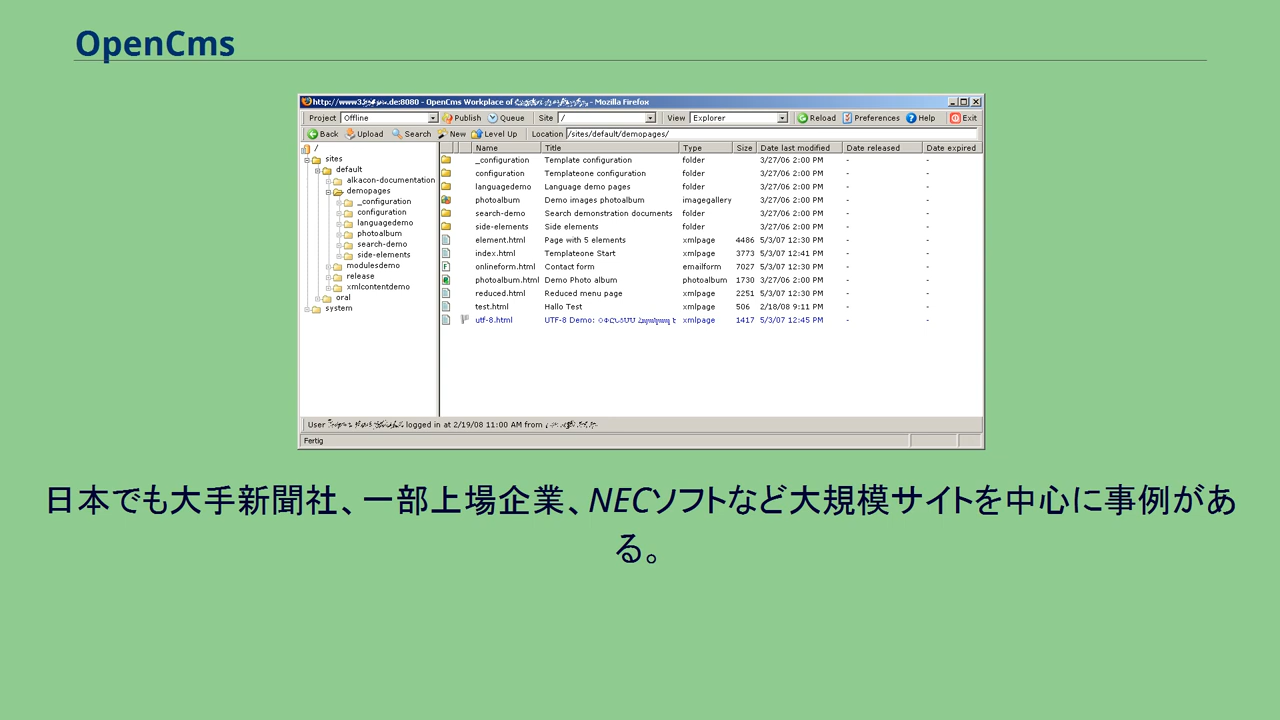 OpenCms
http://www3 .de:8080 - OpenCms Workplace of - Mozilla Firefox
Project Offline Publish Queue Site / View Explorer Reload Preferences Help Exit
Back Upload Search New Level Up Location /sites/default/demopages/
/
sites
default
alkacon-documentation
demopages
_configuration
configuration
languagedemo
photoalbum
search-demo
side-elements
modulesdemo
release
xmlcontentdemo
oral
system
Name Title Type Size Date last modified Date released Date expired
_configuration Template configuration folder 3/27/06 2:00 PM - -
configuration Templateone configuration folder 3/27/06 2:00 PM - -
languagedemo Language demo pages folder 3/27/06 2:00 PM - -
photoalbum Demo images photoalbum imagegallery 3/27/06 2:00 PM - -
search-demo Search demonstration documents folder 3/27/06 2:00 PM - -
side-elements Side elements folder 3/27/06 2:00 PM - -
element.html Page with 5 elements xmlpage 4486 5/3/07 12:30 PM - -
index.html Templateone Start xmlpage 3773 5/3/07 12:41 PM - -
onlineform.html Contact form emailform 7027 5/3/07 12:30 PM - -
photoalbum.html Demo Photo album photoalbum 1730 3/27/06 2:00 PM - -
reduced.html Reduced menu page xmlpage 2251 5/3/07 12:30 PM - -
test.html Hallo Test xmlpage 506 2/18/08 9:11 PM - -
utf-8.html UTF-8 Demo: xmlpage 1417 5/3/07 12:45 PM - -
User logged in at 2/19/08 11:00 AM from
Fertig
日本でも大手新聞社、一部上場企業、NECソフトなど大規模サイトを中心に事例があ
る。